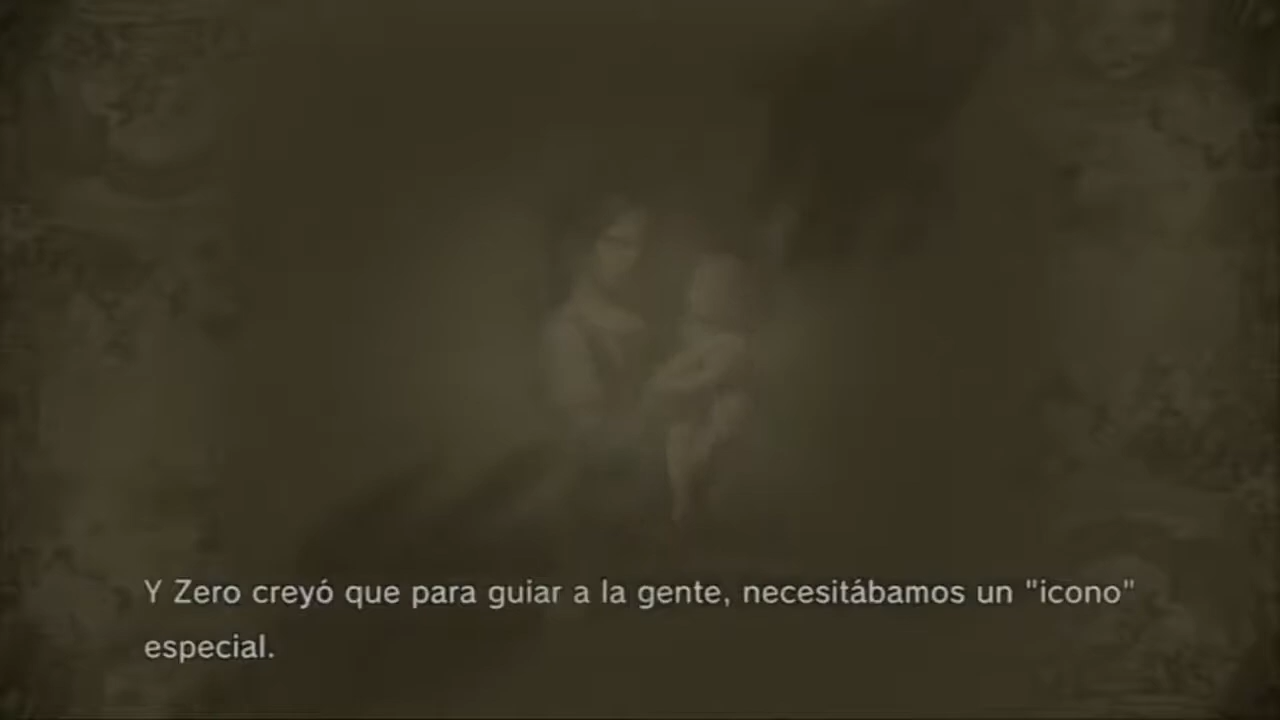 Y Zero creyó que para guiar a la gente, necesitábamos un "icono"
especial.